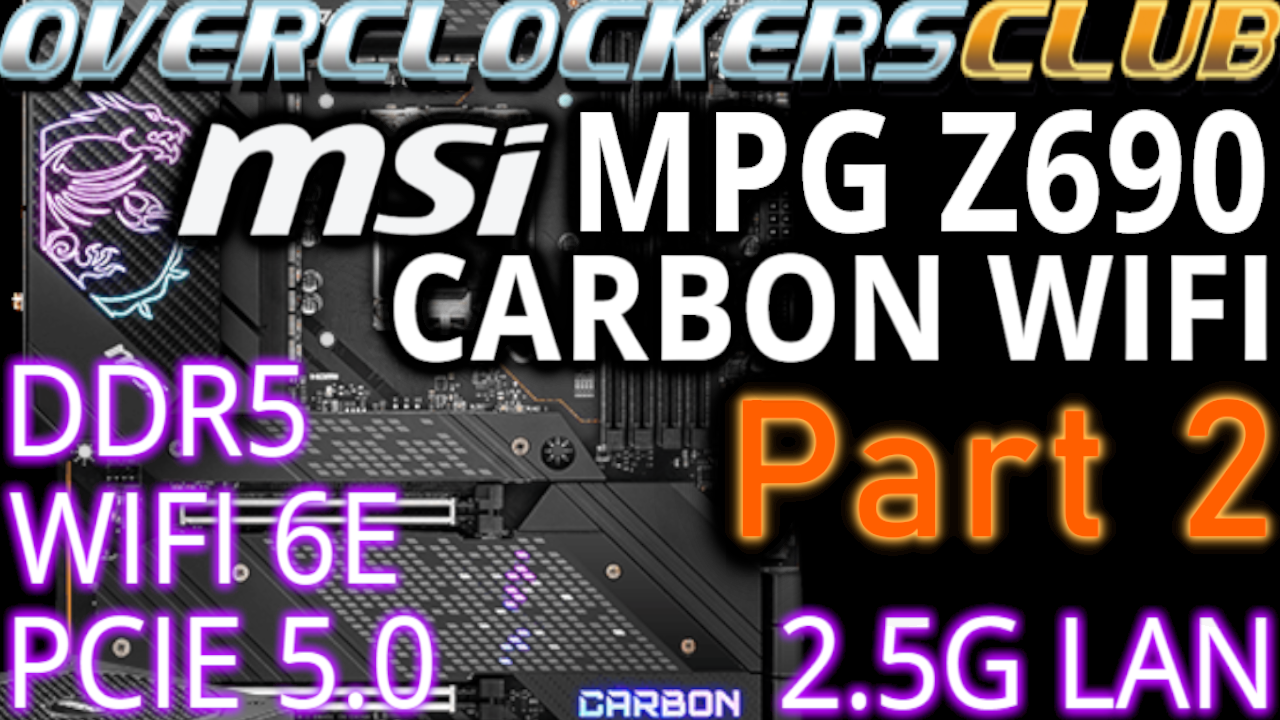 OVERCLOCKERSCLUB
msi MPG Z690
CARBON WIFI
DDR5
Part 2
WIFI 6E
PCIE 5.0
2.5G LAN
CARBON